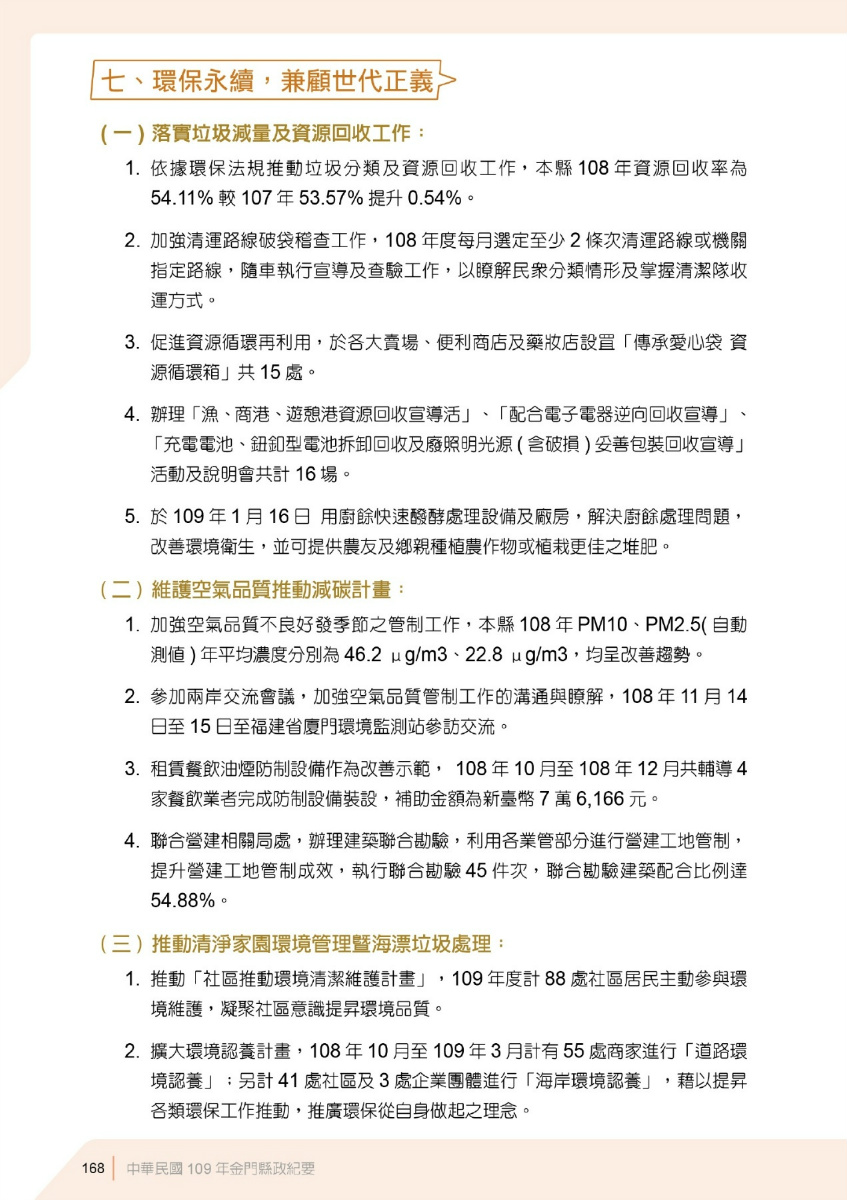 七、環保永續，兼顧世代正義
（一）落實垃圾減量及資源回收工作：
1. 依據環保法規推動垃圾分類及資源回收工作，本縣 108 年資源回收率為
54.11% 較 107 年 53.57% 提升 0.54%。
2. 加強清運路線破袋稽查工作，108 年度每月選定至少 2 條次清運路線或機關
指定路線，隨車執行宣導及查驗工作，以瞭解民眾分類情形及掌握清潔隊收
運方式。
3. 促進資源循環再利用，於各大賣場、便利商店及藥妝店設置「傳承愛心袋 資
源循環箱」共 15 處。
4. 辦理「漁、商港、遊憩港資源回收宣導活」、「配合電子電器逆向回收宣導」、
「充電電池、鈕釦型電池拆卸回收及廢照明光源 ( 含破損 ) 妥善包裝回收宣導」
活動及說明會共計 16 場。
5. 於 109 年 1 月 16 日 用廚餘快速醱酵處理設備及廠房，解決廚餘處理問題，
改善環境衛生，並可提供農友及鄉親種植農作物或植栽更佳之堆肥。
（二）維護空氣品質推動減碳計畫：
1. 加強空氣品質不良好發季節之管制工作，本縣 108 年 PM10、PM2.5( 自動
測值 ) 年平均濃度分別為 46.2 μg/m3、22.8 μg/m3，均呈改善趨勢。
2. 參加兩岸交流會議，加強空氣品質管制工作的溝通與瞭解，108 年 11 月 14
日至 15 日至福建省廈門環境監測站參訪交流。
3. 租賃餐飲油煙防制設備作為改善示範， 108 年 10 月至 108 年 12 月共輔導 4
家餐飲業者完成防制設備裝設，補助金額為新臺幣 7 萬 6,166 元。
4. 聯合營建相關局處，辦理建築聯合勘驗，利用各業管部分進行營建工地管制，
提升營建工地管制成效，執行聯合勘驗 45 件次，聯合勘驗建築配合比例達
54.88%。
（三）推動清淨家園環境管理暨海漂垃圾處理：
1. 推動「社區推動環境清潔維護計畫」，109 年度計 88 處社區居民主動參與環
境維護，凝聚社區意識提昇環境品質。
2. 擴大環境認養計畫，108 年 10 月至 109 年 3 月計有 55 處商家進行「道路環
境認養」；另計 41 處社區及 3 處企業團體進行「海岸環境認養」，藉以提昇
各類環保工作推動，推廣環保從自身做起之理念。
168 中華民國 109 年金門縣政紀要